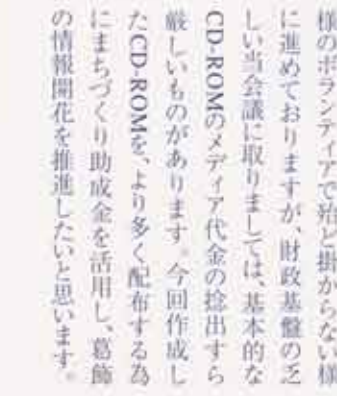 様のボランティアで殆ど掛からない様
に進めておりますが、財政基盤の乏
しい当会議に取りましては、基本的な
CD-ROMのメディア代金の捻出すら
厳しいものがあります。今回作成し
たCD-ROMを、より多く配布する為
にまちづくり助成金を活用し、葛飾
の情報開花を推進したいと思います。